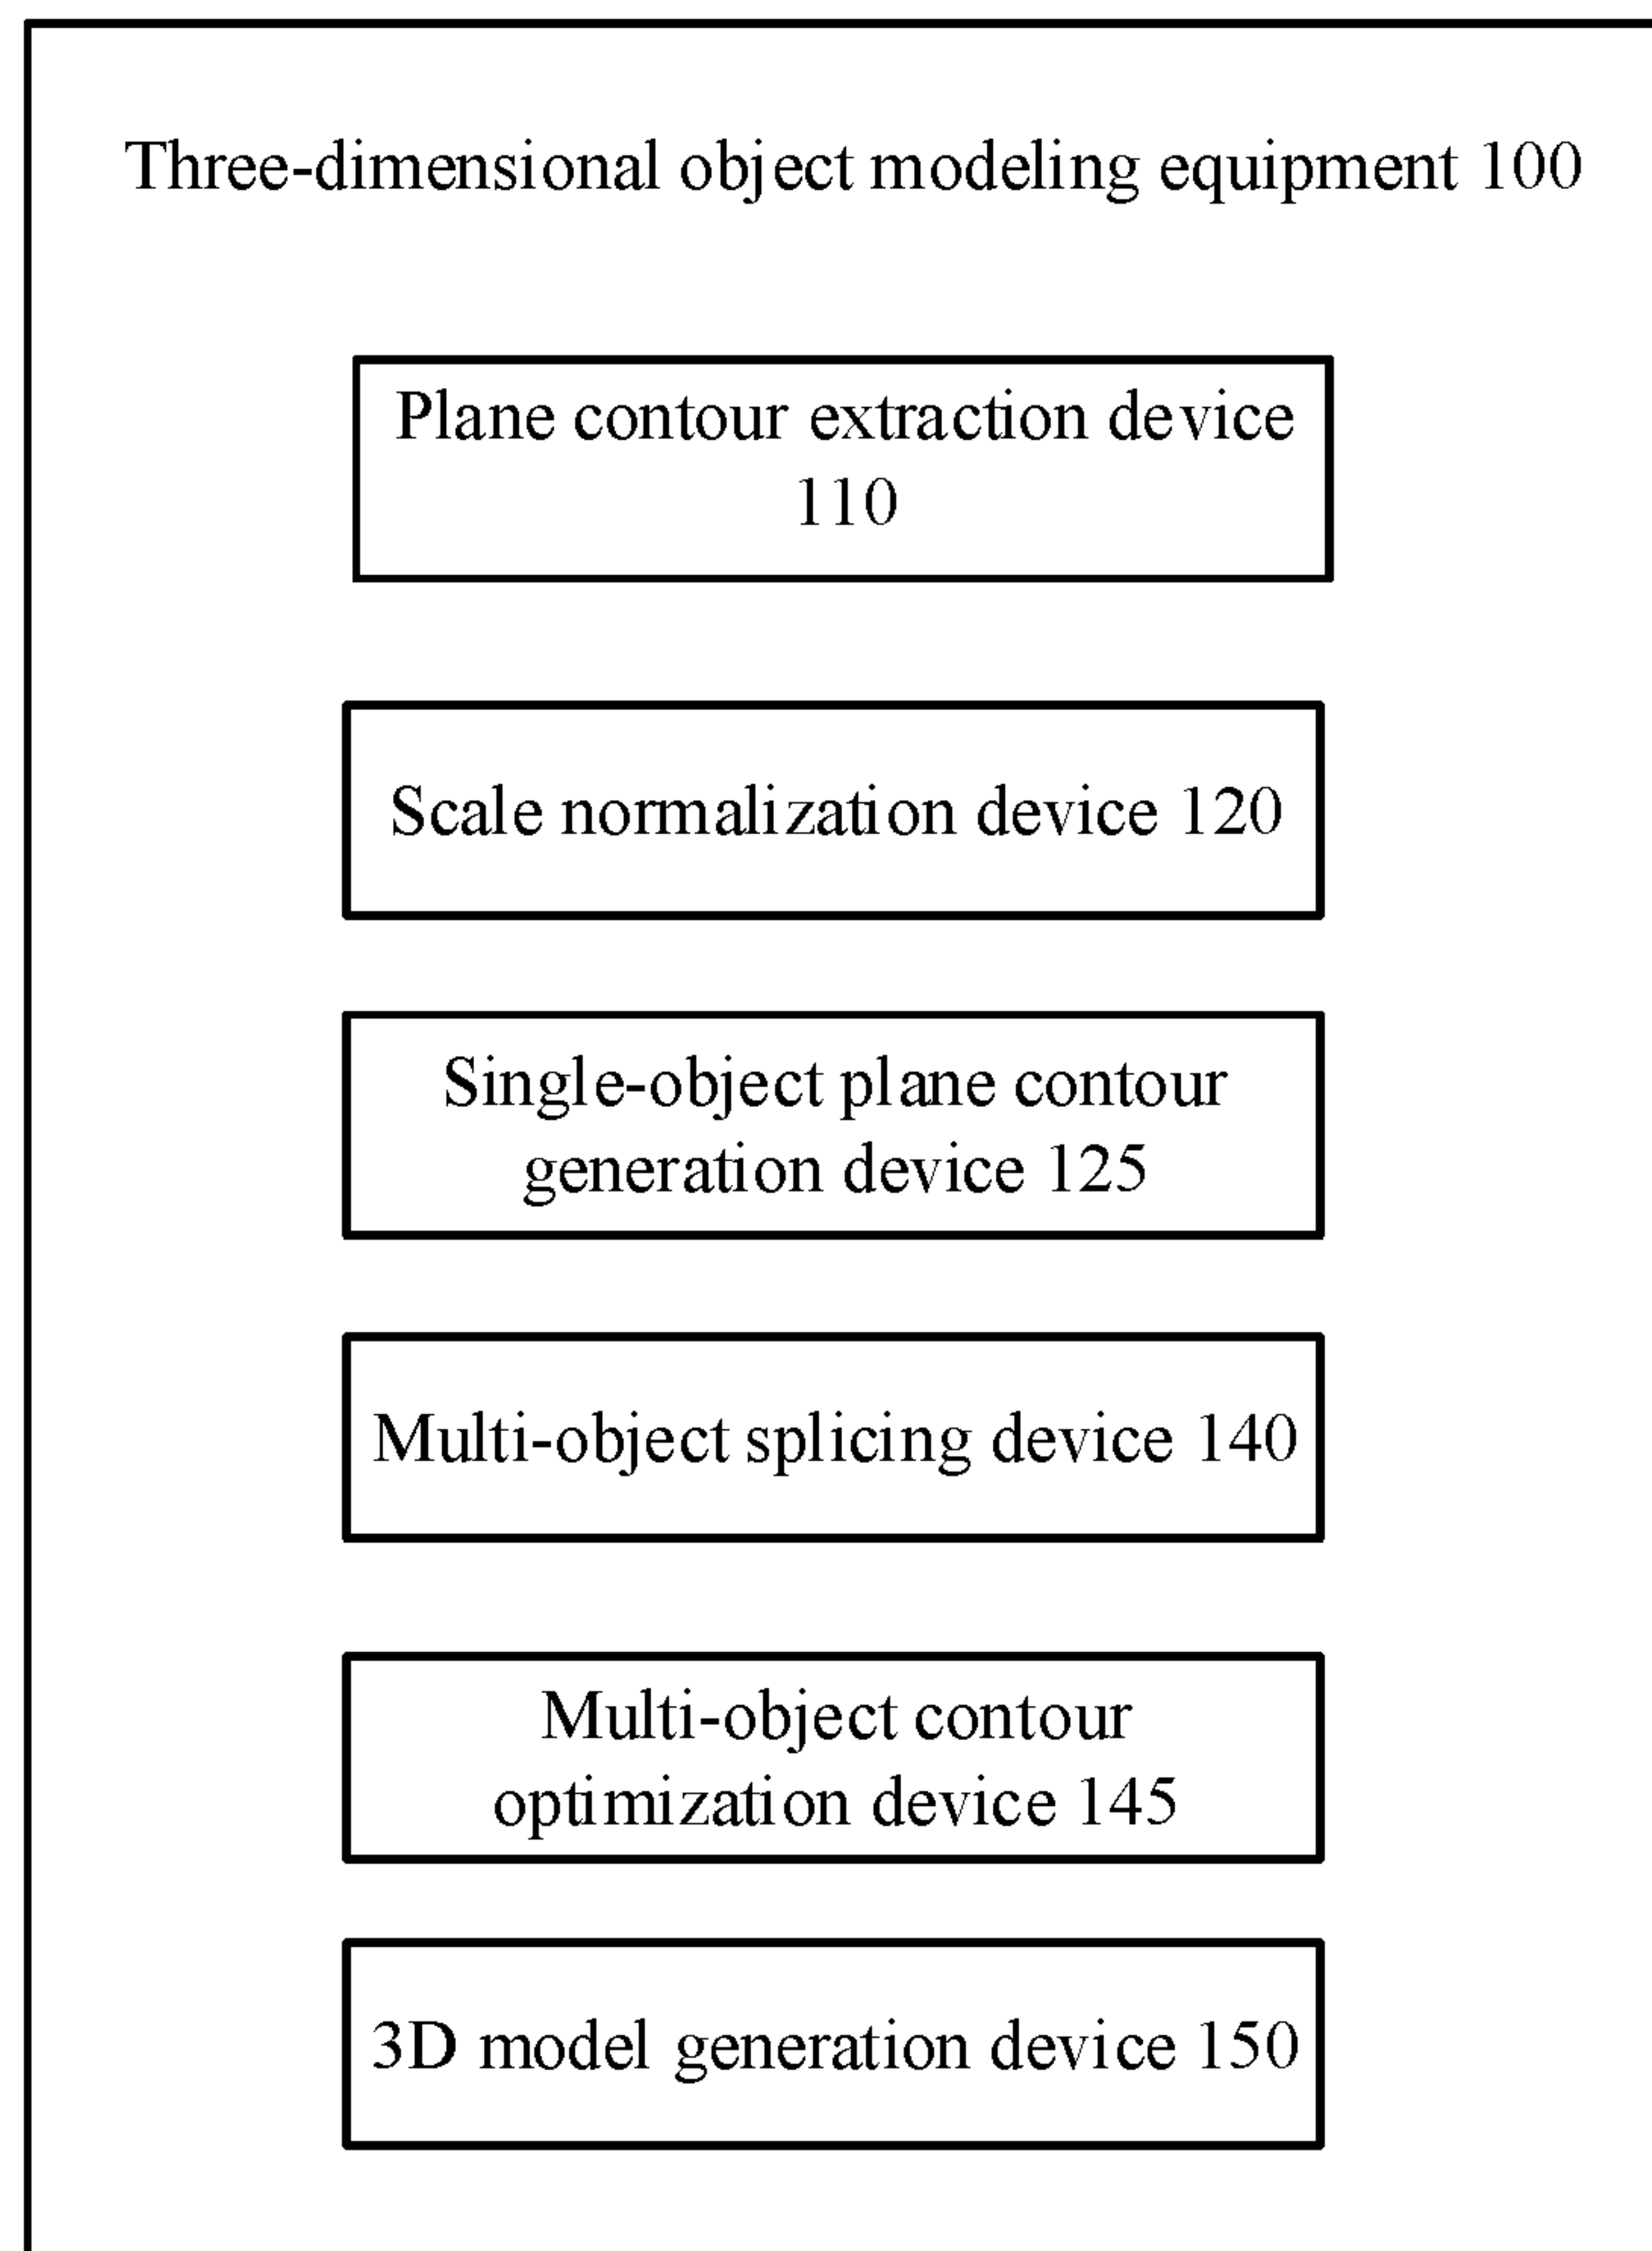 Three-dimensional object modeling equipment 100
Plane contour extraction device
110
Scale normalization device 120
Single-object plane contour
generation device 125
Multi-object splicing device 140
Multi-object contour
optimization device 145
3D model generation device 150